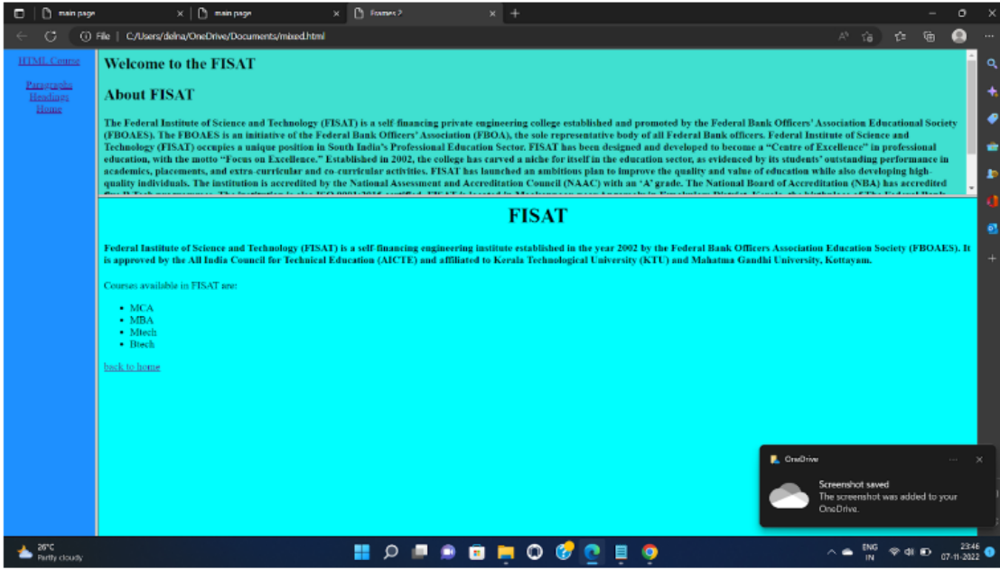 main page
main page
Frames 2
File | C:/Users/delna/OneDrive/Documents/mixed.html
HTML Course
Paragraphs
Headings
Home
Welcome to the FISAT
About FISAT
The Federal Institute of Science and Technology (FISAT) is a self-financing private engineering college established and promoted by the Federal Bank Officers' Association Educational Society
(FBOAES). The FBOAES is an initiative of the Federal Bank Officers' Association (FBOA), the sole representative body of all Federal Bank officers. Federal Institute of Science and
Technology (FISAT) occupies a unique position in South India's Professional Education Sector. FISAT has been designed and developed to become a “Centre of Excellence” in professional
education, with the motto “Focus on Excellence.” Established in 2002, the college has carved a niche for itself in the education sector, as evidenced by its students' outstanding performance in
academics, placements, and extra-curricular and co-curricular activities. FISAT has launched an ambitious plan to improve the quality and value of education while also developing high-
quality individuals. The institution is accredited by the National Assessment and Accreditation Council (NAAC) with an ‘A’ grade. The National Board of Accreditation (NBA) has accredited
FISAT
Federal Institute of Science and Technology (FISAT) is a self-financing engineering institute established in the year 2002 by the Federal Bank Officers Association Education Society (FBOAES). It
is approved by the All India Council for Technical Education (AICTE) and affiliated to Kerala Technological University (KTU) and Mahatma Gandhi University, Kottayam.
Courses available in FISAT are:
• MCA
• MBA
• Mtech
• Btech
back to home
OneDrive
Screenshot saved
The screenshot was added to your
OneDrive.
26°C
Partly cloudy
ENG
IN
23:46
07-11-2022